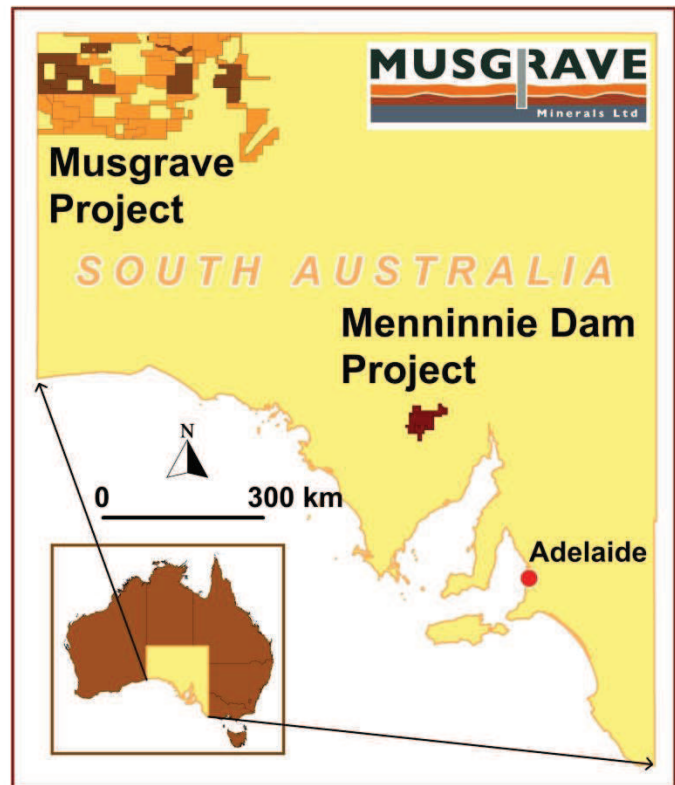 MUSGRAVE
Minerals Ltd
Musgrave
Project
SOUTH AUSTRALIA
Menninnie Dam
Project
N
0 300 km
Adelaide